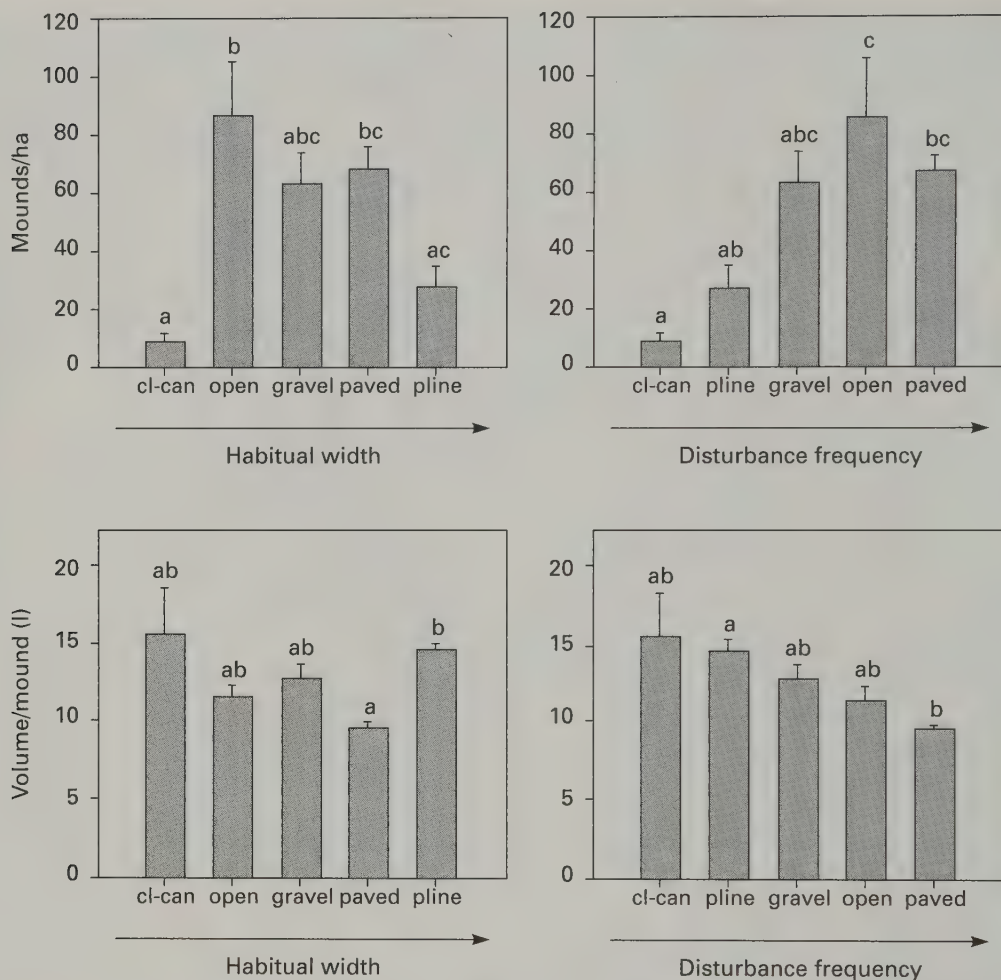 Mounds/ha
120
100
80
60
40
20
0
a
b
abc
bc
ac
cl-can open gravel paved pline
Habitual width
120
100
80
60
40
20
0
a
ab
abc
c
bc
cl-can pline gravel open paved
Disturbance frequency
Volume/mound (l)
20
15
10
5
0
ab
ab
ab
a
b
cl-can open gravel paved pline
Habitual width
20
15
10
5
0
ab
a
ab
ab
b
cl-can pline gravel open paved
Disturbance frequency